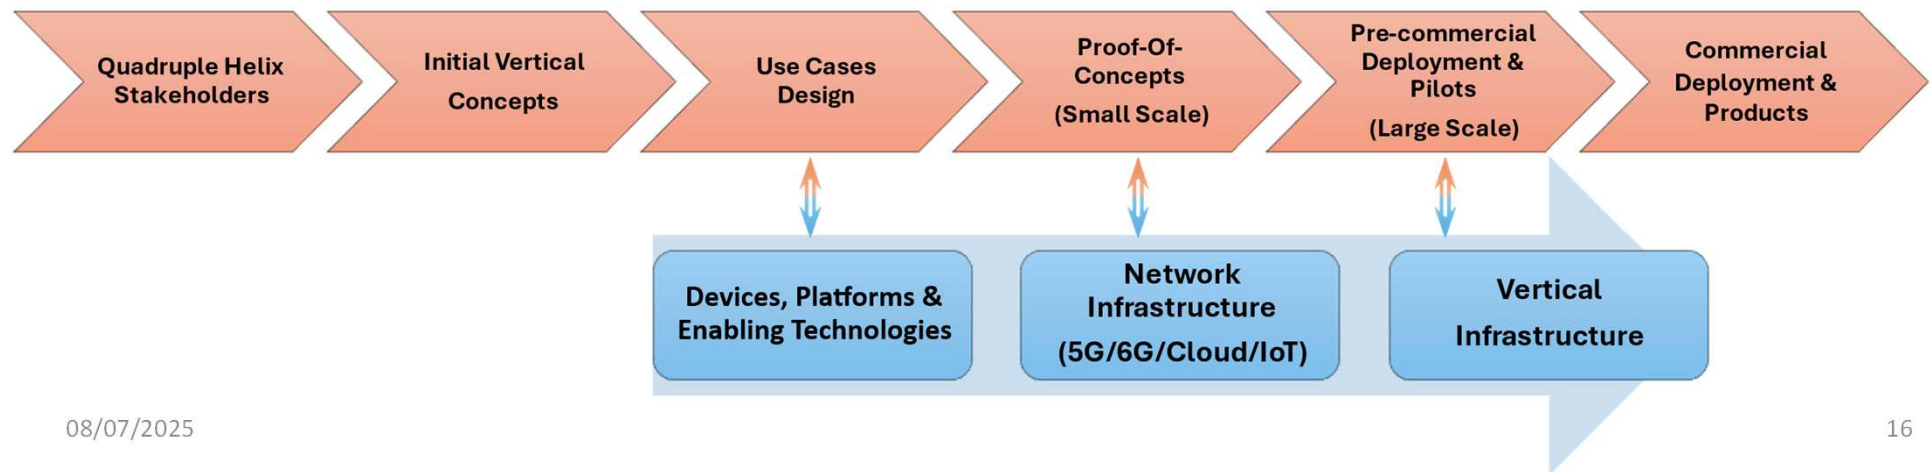 Quadruple Helix
Stakeholders
Initial Vertical
Concepts
Use Cases
Design
Proof-Of-
Concepts
(Small Scale)
Pre-commercial
Deployment &
Pilots
(Large Scale)
Commercial
Deployment &
Products
Devices, Platforms &
Enabling Technologies
Network
Infrastructure
(5G/6G/Cloud/IoT)
Vertical
Infrastructure
08/07/2025
16